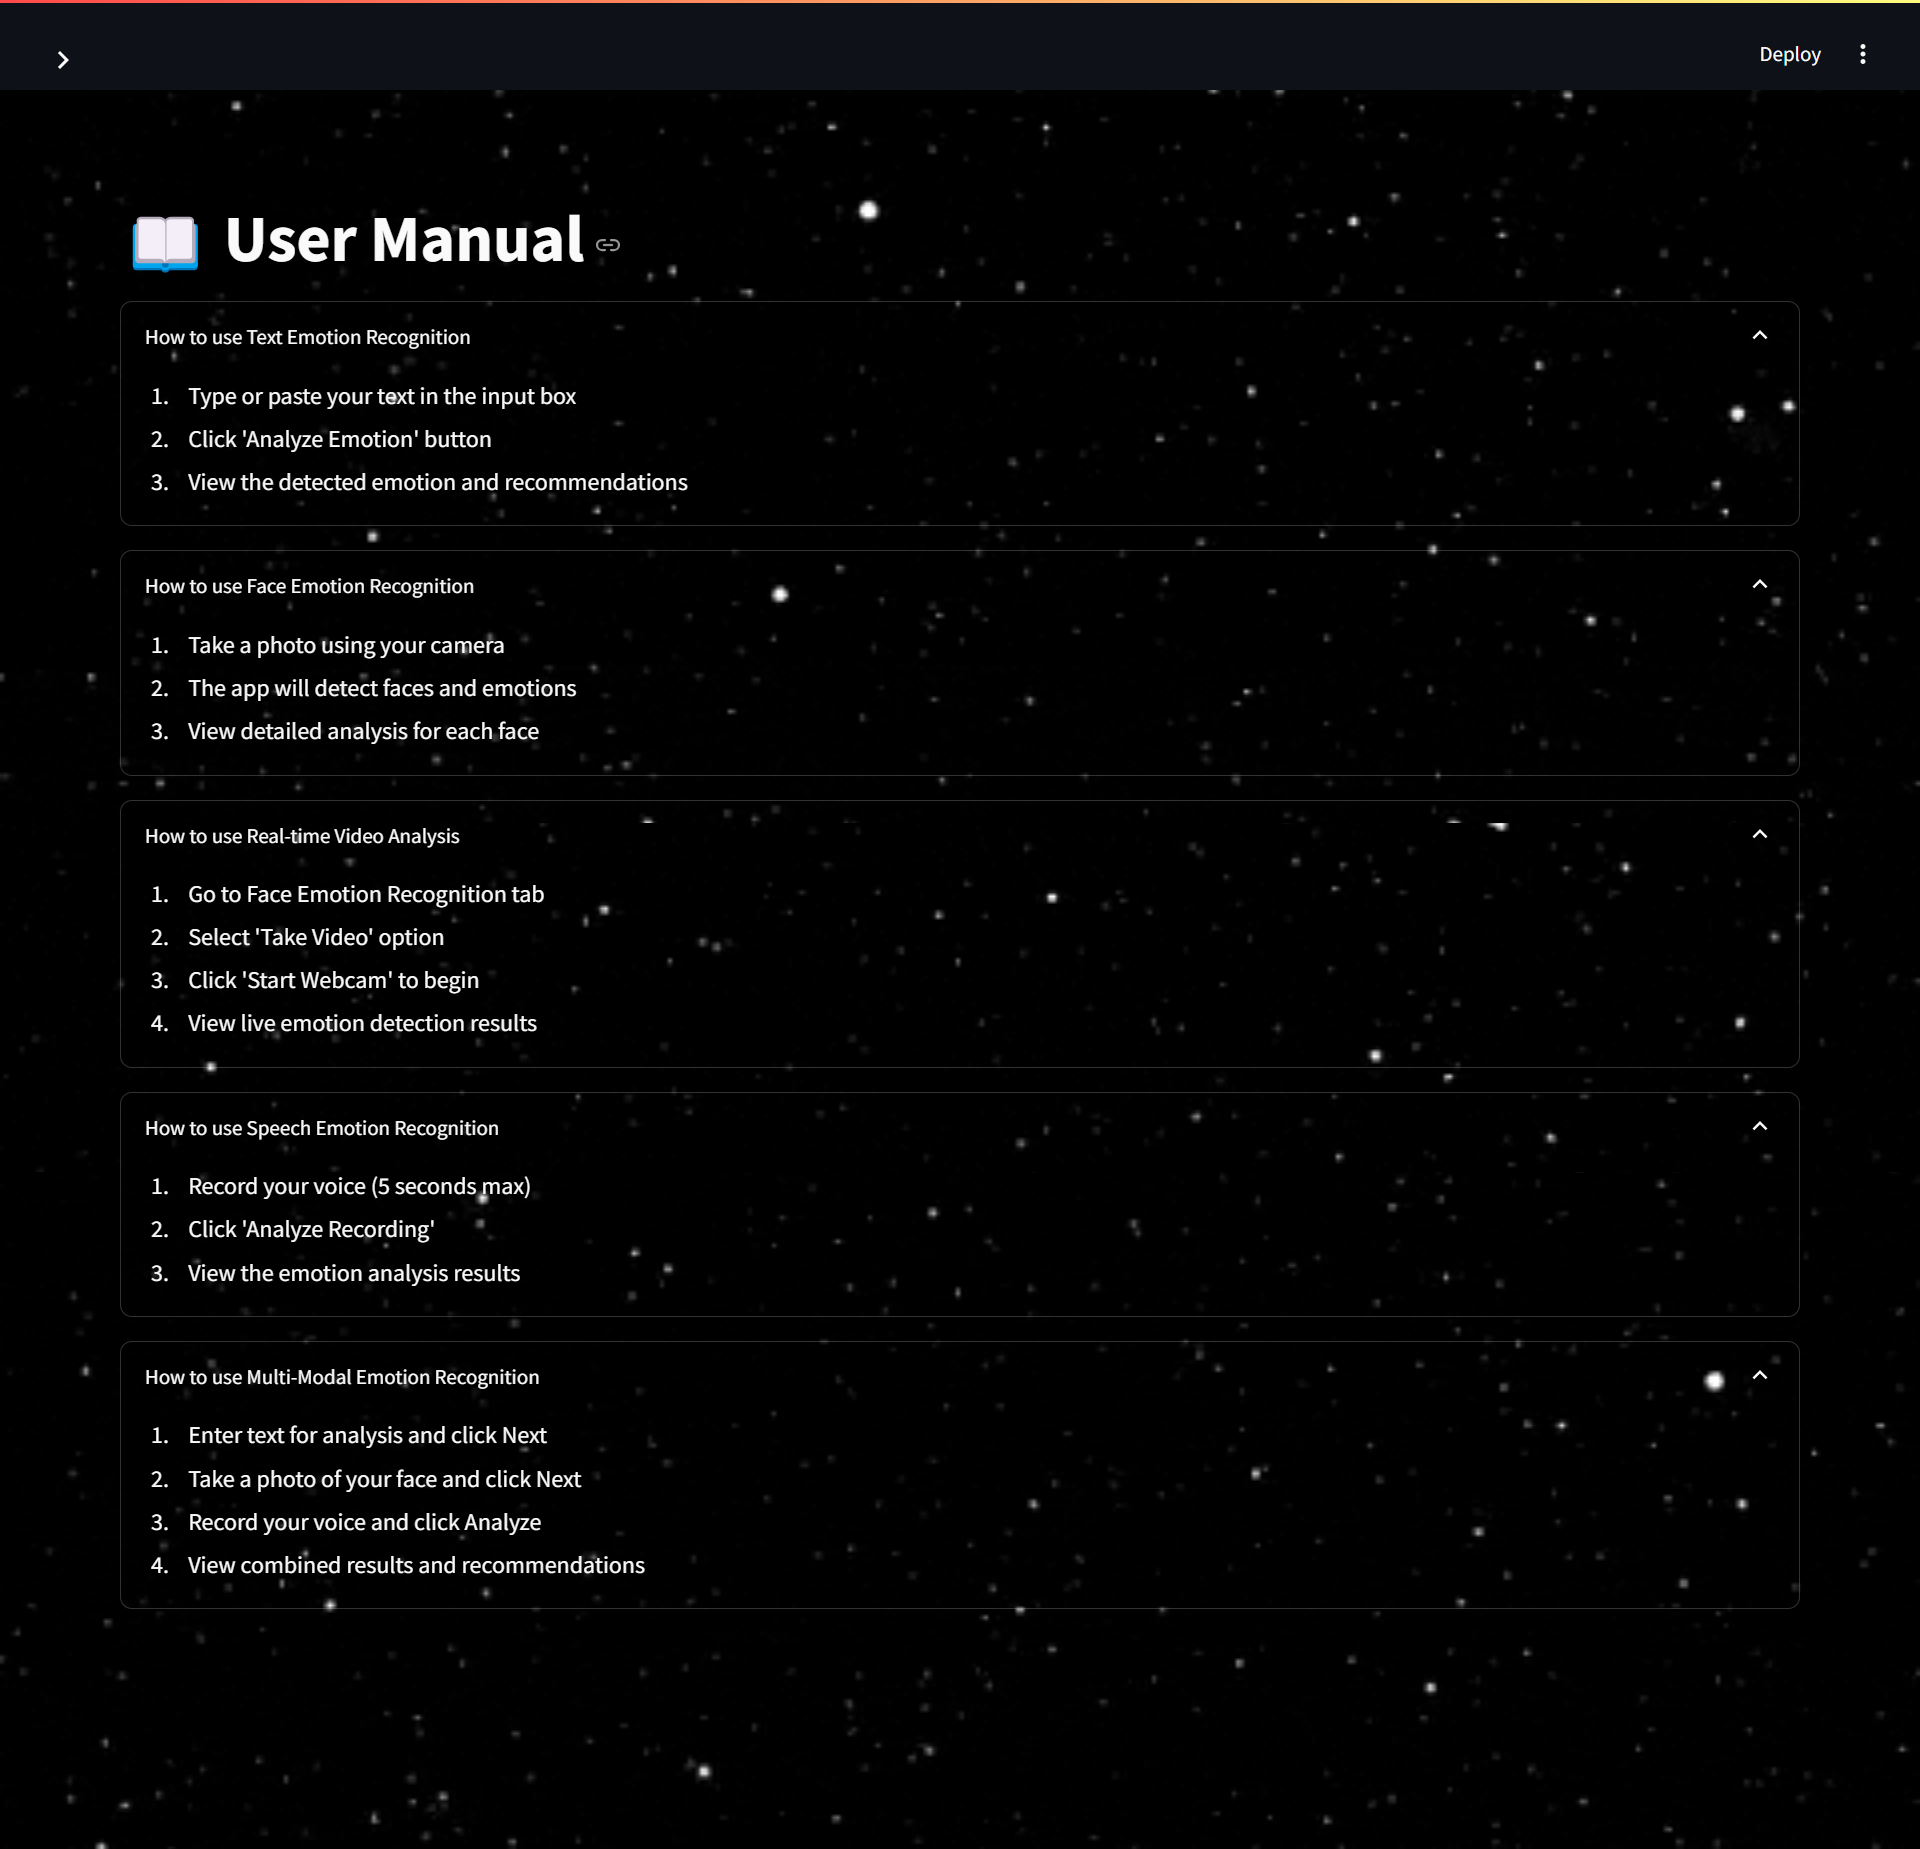 Deploy
User Manual
How to use Text Emotion Recognition
1. Type or paste your text in the input box
2. Click 'Analyze Emotion' button
3. View the detected emotion and recommendations
How to use Face Emotion Recognition
1. Take a photo using your camera
2. The app will detect faces and emotions
3. View detailed analysis for each face
How to use Real-time Video Analysis
1. Go to Face Emotion Recognition tab
2. Select 'Take Video' option
3. Click 'Start Webcam' to begin
4. View live emotion detection results
How to use Speech Emotion Recognition
1. Record your voice (5 seconds max)
2. Click 'Analyze Recording'
3. View the emotion analysis results
How to use Multi-Modal Emotion Recognition
1. Enter text for analysis and click Next
2. Take a photo of your face and click Next
3. Record your voice and click Analyze
4. View combined results and recommendations